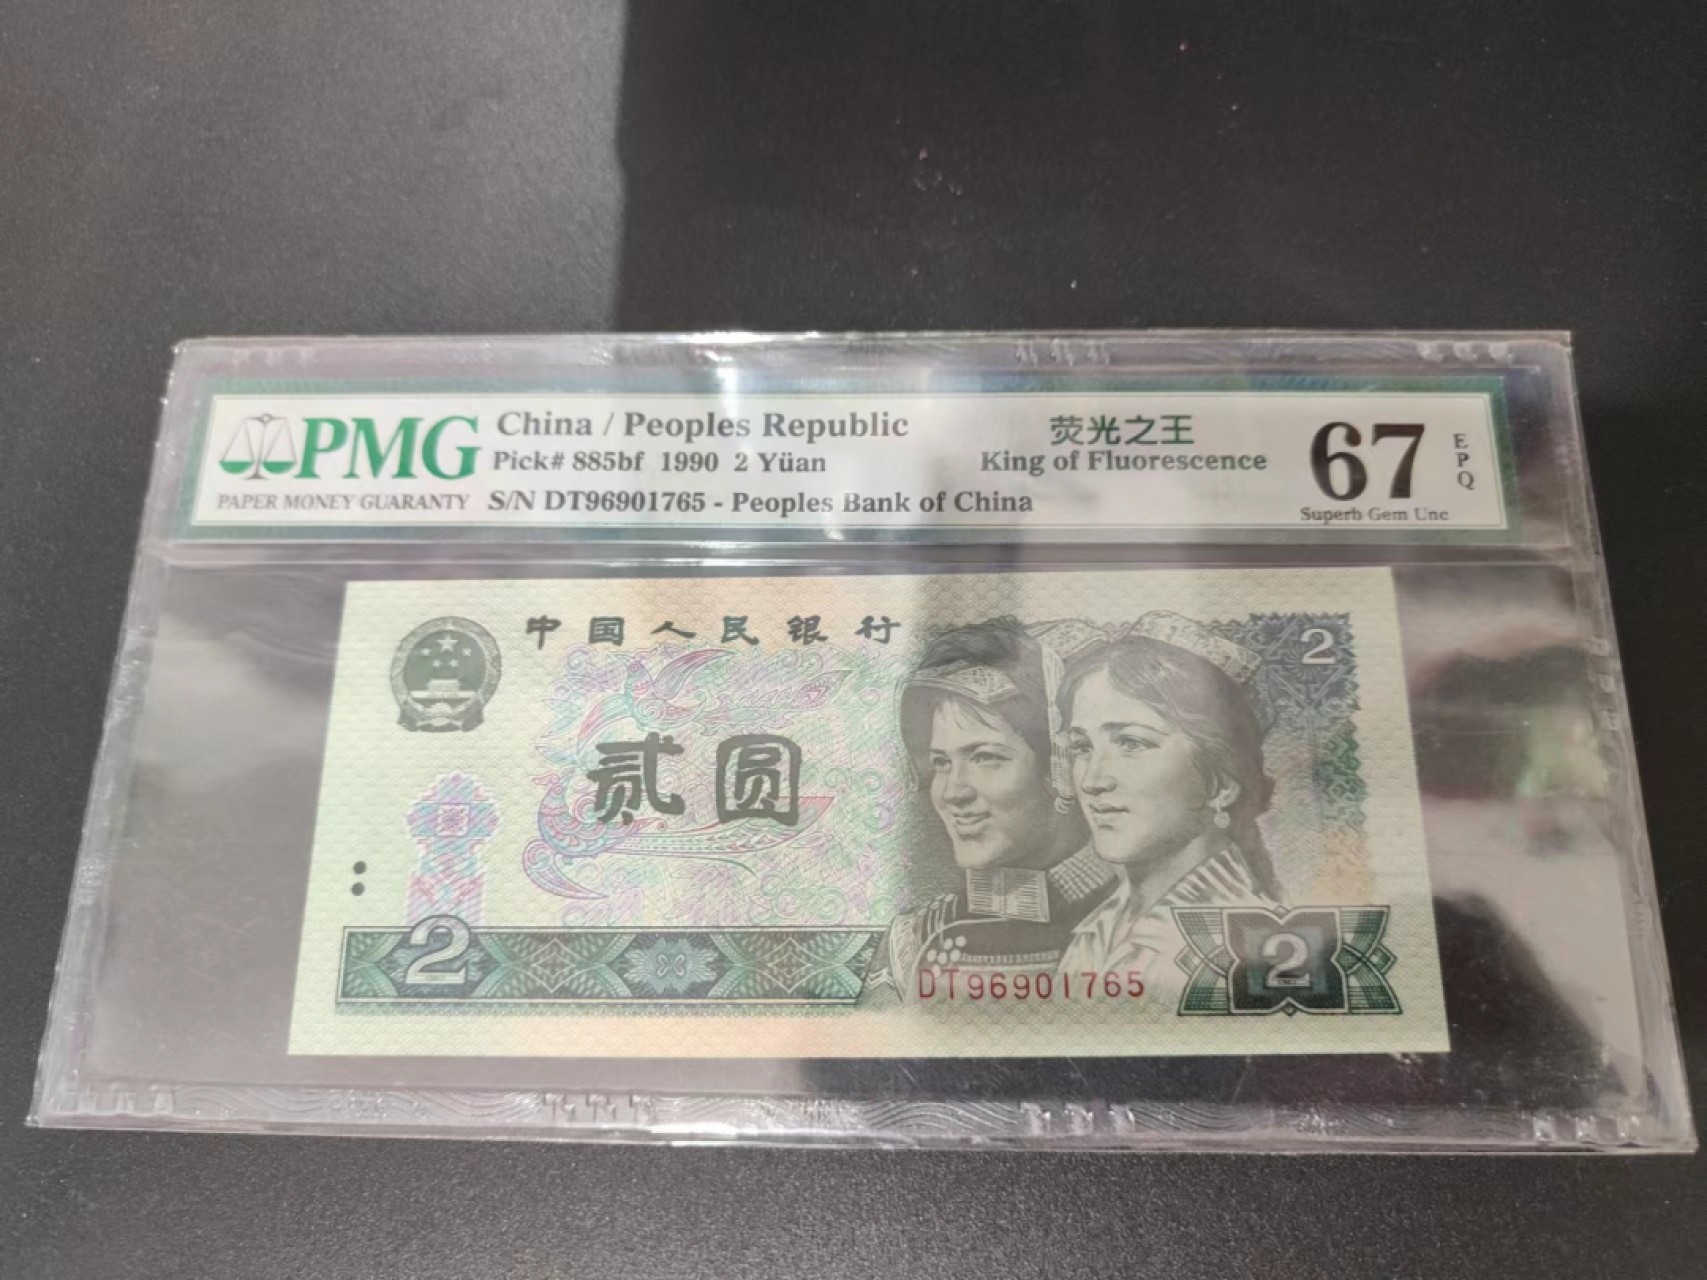 PMG
PAPER MONEY GUARANTY
China / Peoples Republic
Pick# 885bf 1990 2 Yüan
S/N DT96901765 - Peoples Bank of China
荧光之王
King of Fluorescence
67
EPQ
Superb Gem Unc
中国人民银行
2
贰圆
2
DT96901765
2